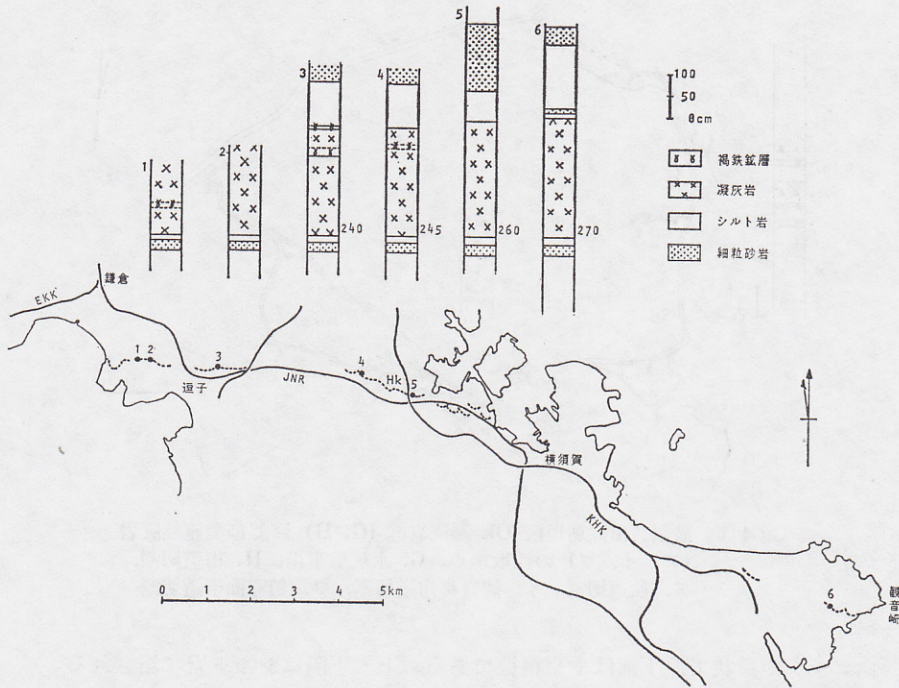 5
6
3
4
1
2
240
245
260
270
100
50
0cm
褐鉄鉱層
凝灰岩
シルト岩
細粒砂岩
EKK
鎌倉
1 2
3
4
Hk
5
逗子
JNR
横須賀
KHK
6
観音崎
0 1 2 3 4 5km